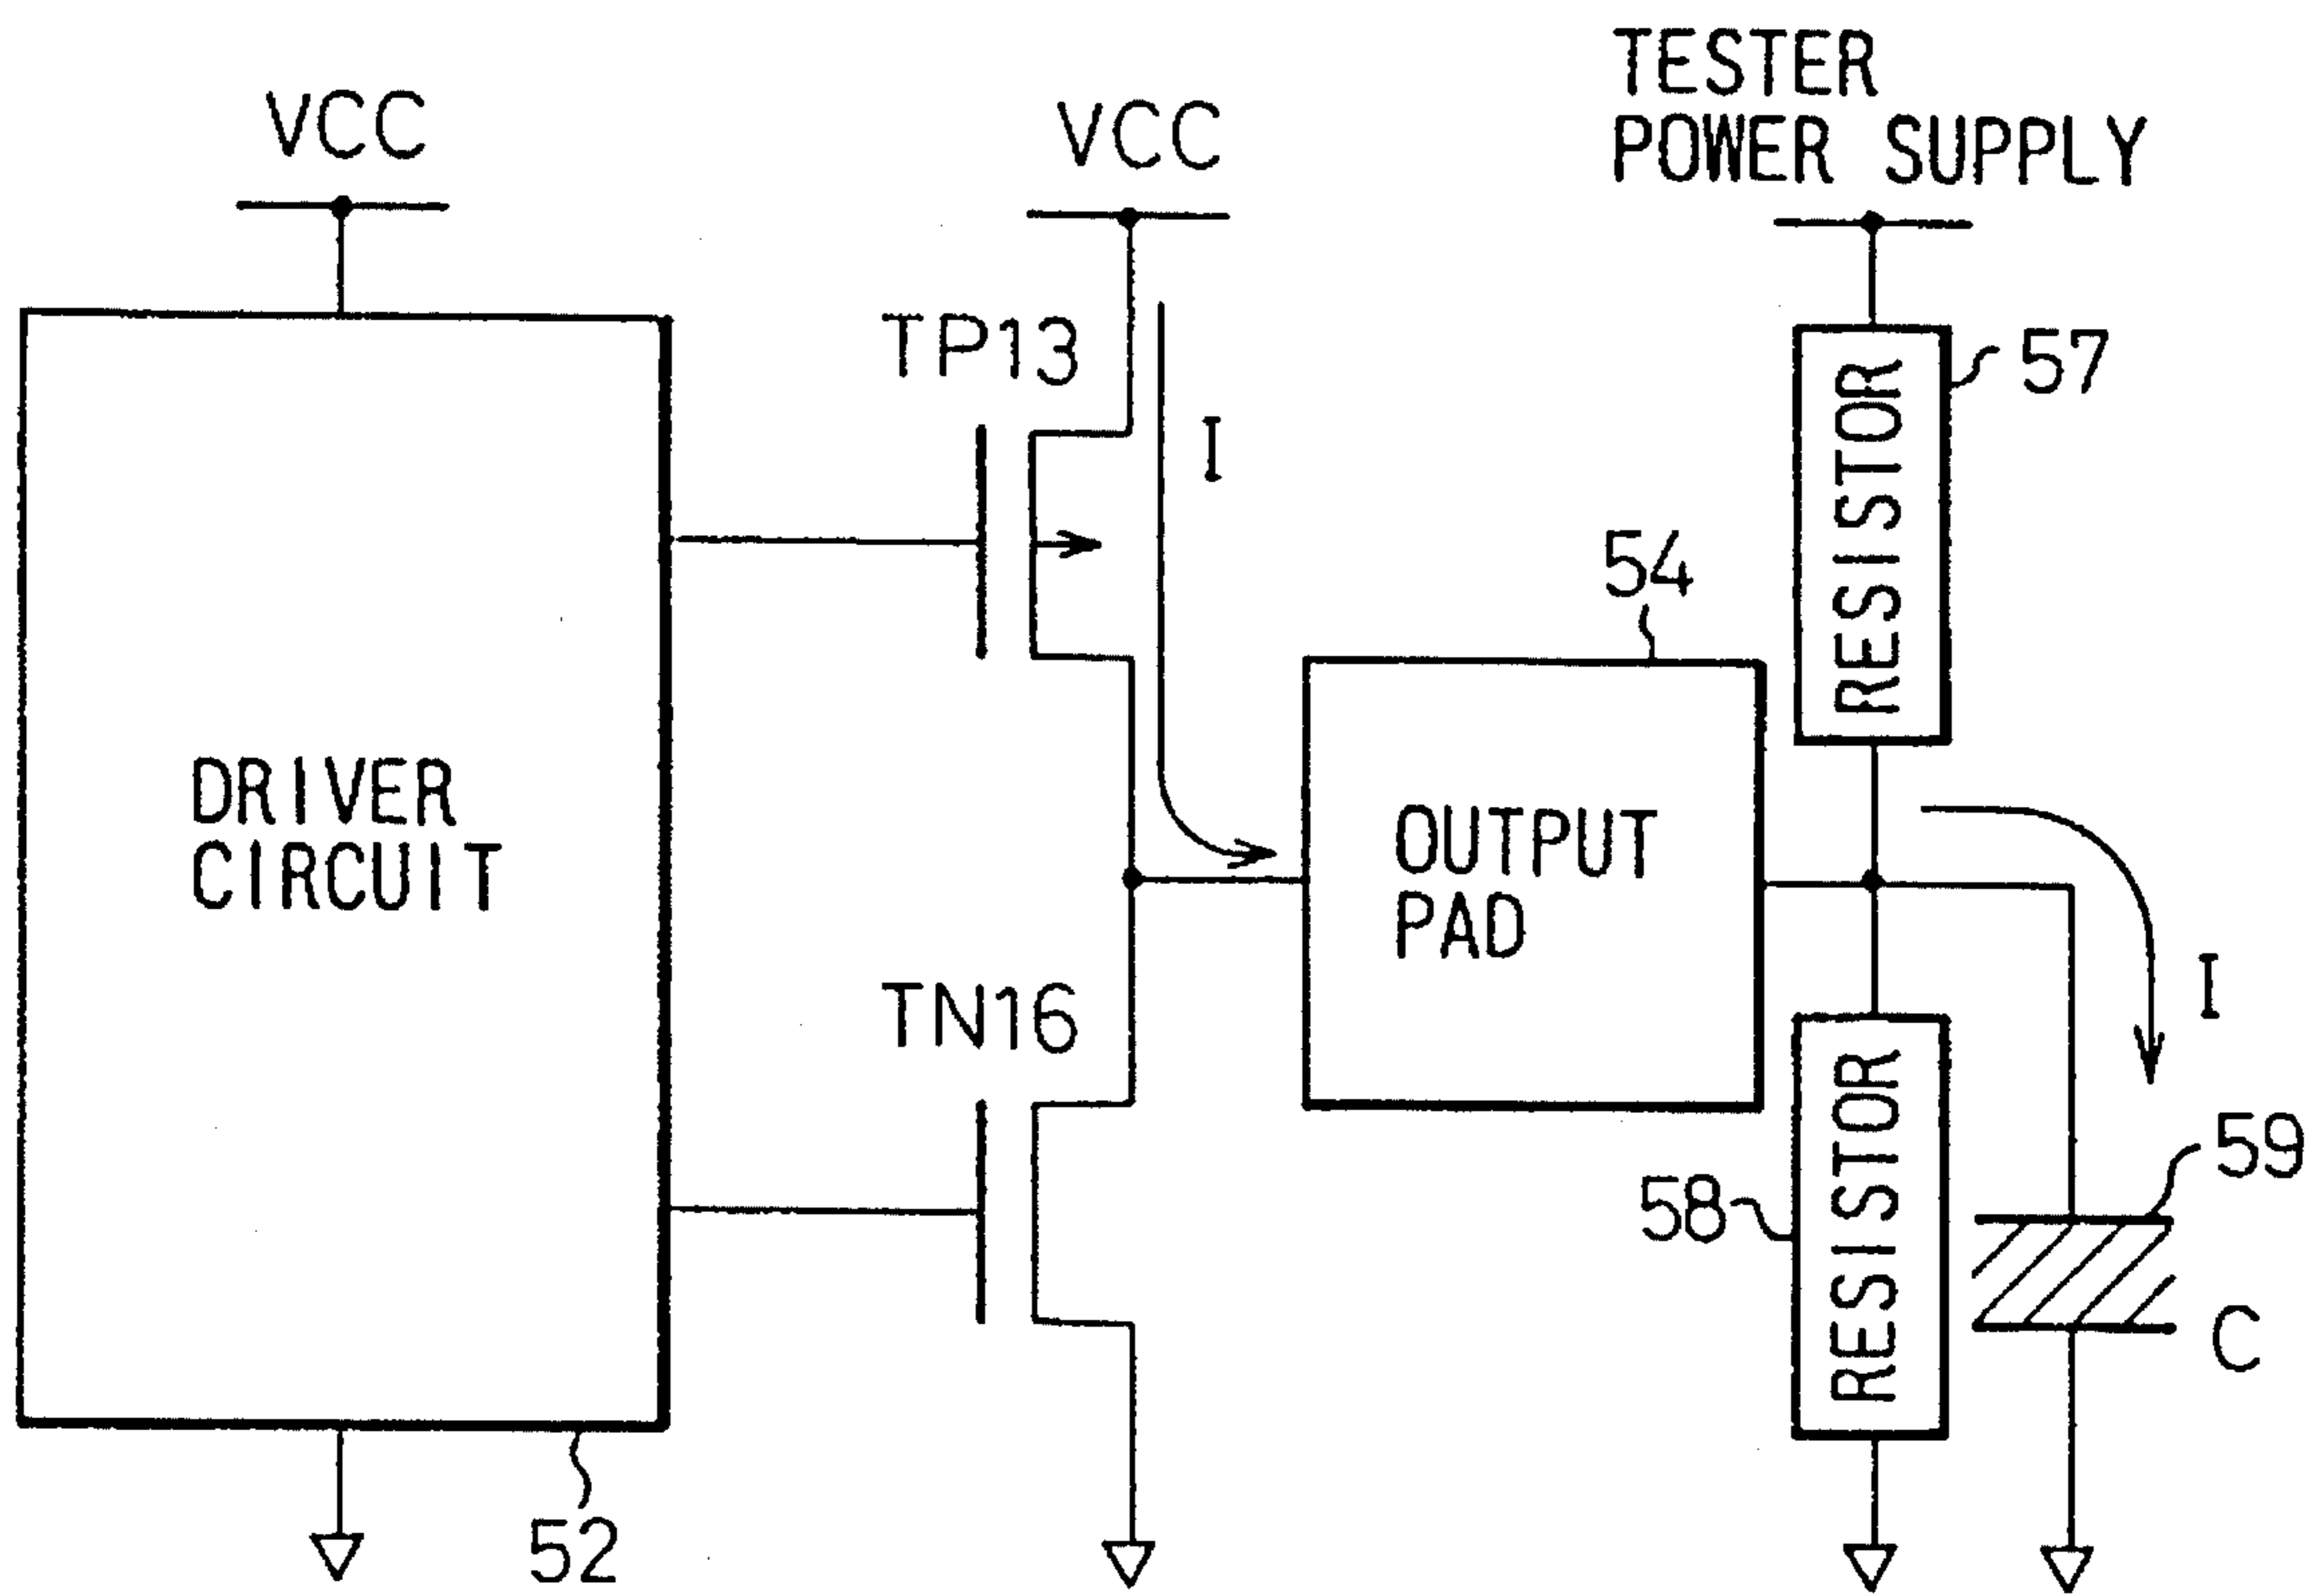 VCC
VCC
TESTER
POWER SUPPLY
TP13
I
57
RESISTOR
54
DRIVER
CIRCUIT
OUTPUT
PAD
TN16
I
58
RESISTOR
59
C
52